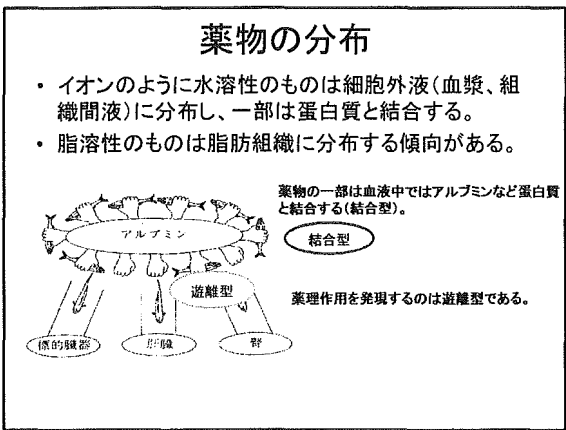 薬物の分布
・ イオンのように水溶性のものは細胞外液(血漿、組
織間液)に分布し、一部は蛋白質と結合する。
・ 脂溶性のものは脂肪組織に分布する傾向がある。
薬物の一部は血液中ではアルブミンなど蛋白質
と結合する(結合型)。
アルブミン
結合型
遊離型
薬理作用を発現するのは遊離型である。
標的臓器
肝臓
腎